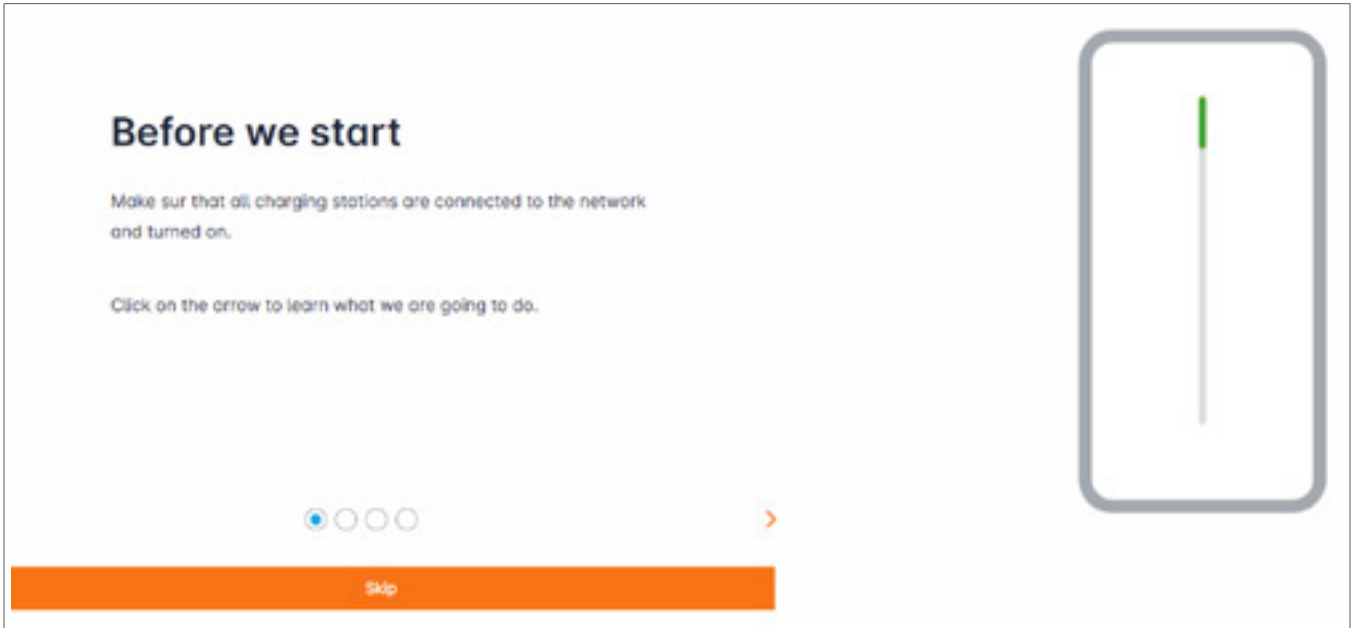 Before we start
Make sur that all charging stations are connected to the network
and turned on.
Click on the arrow to learn what we are going to do.
Skip